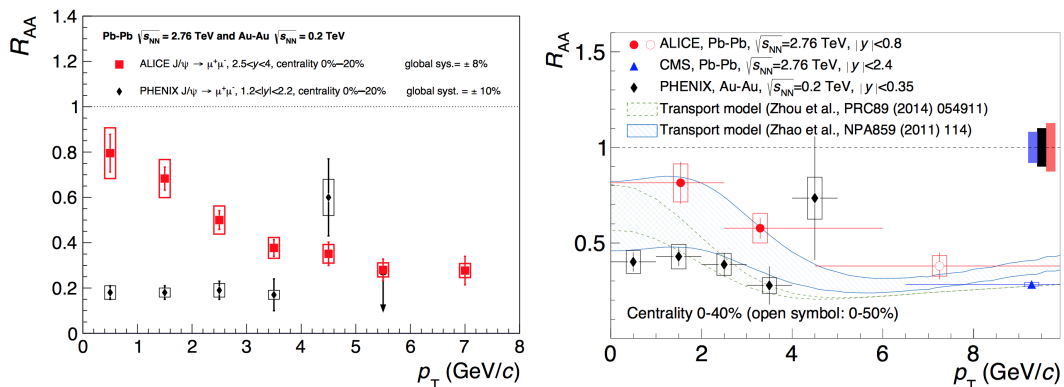 R_AA
1.4
1.2
1
0.8
0.6
0.4
0.2
0
Pb-Pb √s_NN = 2.76 TeV and Au-Au √s_NN = 0.2 TeV
ALICE J/ψ → μ⁺μ⁻, 2.5<y<4, centrality 0%–20% global sys.= ± 8%
PHENIX J/ψ → μ⁺μ⁻, 1.2<|y|<2.2, centrality 0%–20% global syst. = ± 10%
0 1 2 3 4 5 6 7 8
p_T (GeV/c)
R_AA
1.5
1
0.5
ALICE, Pb-Pb, √s_NN=2.76 TeV, |y|<0.8
CMS, Pb-Pb, √s_NN=2.76 TeV, |y|<2.4
PHENIX, Au-Au, √s_NN=0.2 TeV, |y|<0.35
Transport model (Zhou et al., PRC89 (2014) 054911)
Transport model (Zhao et al., NPA859 (2011) 114)
Centrality 0-40% (open symbol: 0-50%)
0 2 4 6 8
p_T (GeV/c)